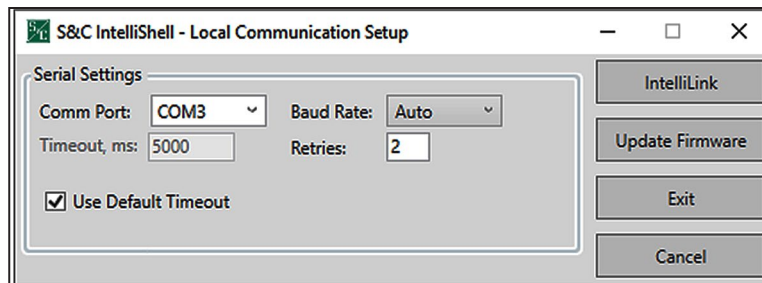 S&C IntelliShell - Local Communication Setup
Serial Settings
Comm Port: COM3 Baud Rate: Auto
Timeout, ms: 5000 Retries: 2
Use Default Timeout
IntelliLink
Update Firmware
Exit
Cancel